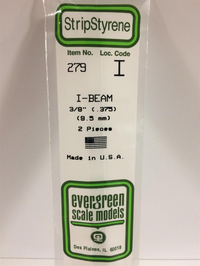 StripStyrene
Item No. Loc. Code
279 I
I-BEAM
3/8" (.375)
(9.5 mm)
2 Pieces
Made in U.S.A.
evergreen
scale models
Des Plaines, IL 60018